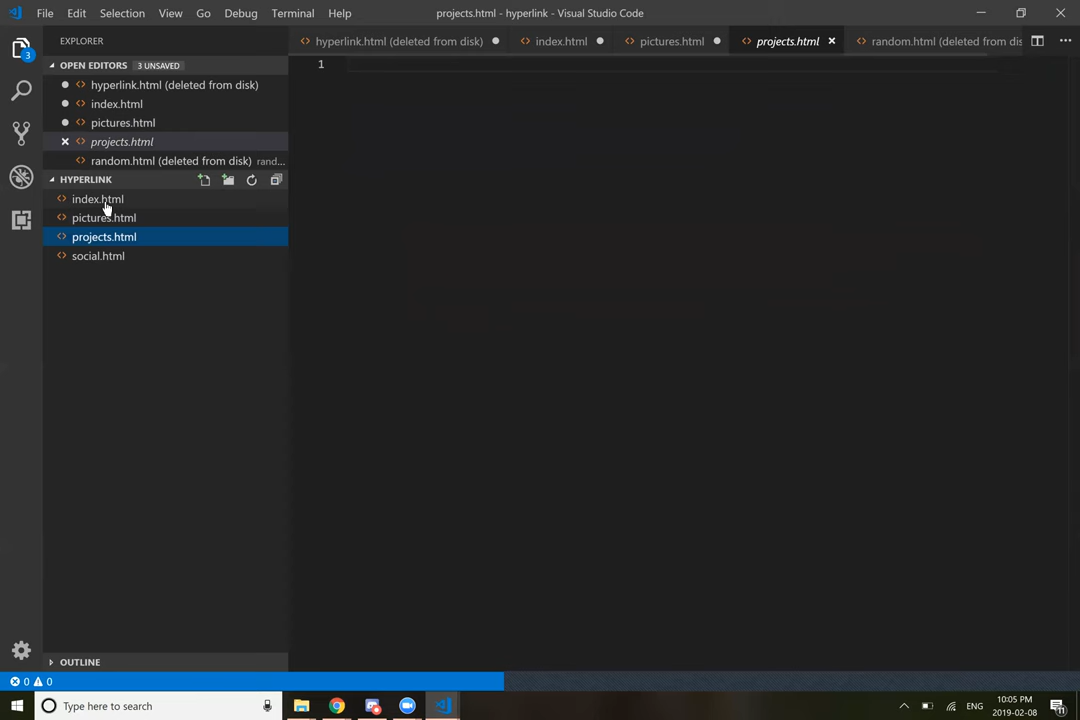 File Edit Selection View Go Debug Terminal Help projects.html - hyperlink - Visual Studio Code
EXPLORER
hyperlink.html (deleted from disk) index.html pictures.html projects.html random.html (deleted from dis
3
OPEN EDITORS 3 UNSAVED
1
hyperlink.html (deleted from disk)
index.html
pictures.html
projects.html
random.html (deleted from disk) rand...
HYPERLINK
index.html
pictures.html
projects.html
social.html
OUTLINE
0 0
Type here to search
ENG
10:05 PM
2019-02-08
11